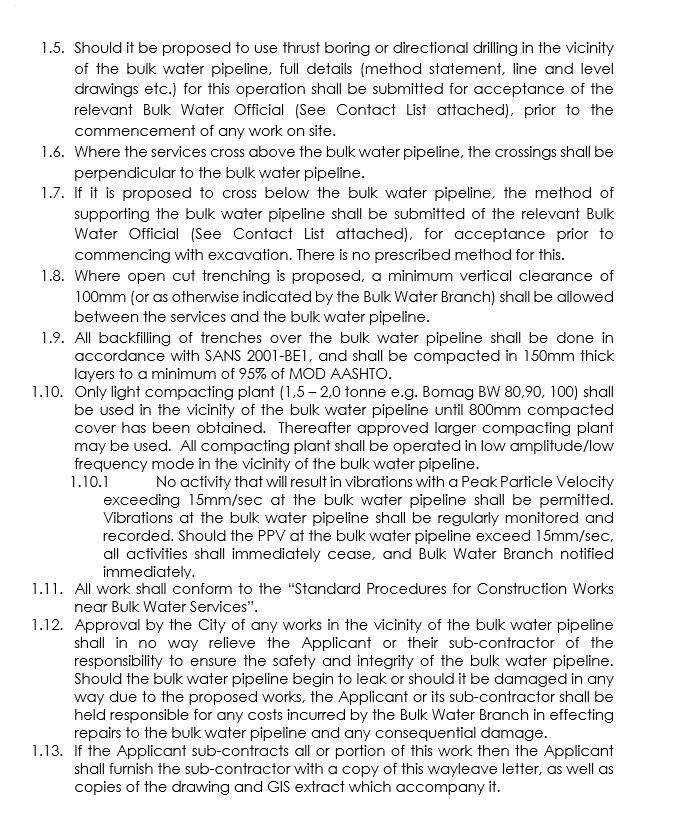 1.5. Should it be proposed to use thrust boring or directional drilling in the vicinity
of the bulk water pipeline, full details (method statement, line and level
drawings etc.) for this operation shall be submitted for acceptance of the
relevant Bulk Water Official (See Contact List attached), prior to the
commencement of any work on site.
1.6. Where the services cross above the bulk water pipeline, the crossings shall be
perpendicular to the bulk water pipeline.
1.7. If it is proposed to cross below the bulk water pipeline, the method of
supporting the bulk water pipeline shall be submitted of the relevant Bulk
Water Official (See Contact List attached), for acceptance prior to
commencing with excavation. There is no prescribed method for this.
1.8. Where open cut trenching is proposed, a minimum vertical clearance of
100mm (or as otherwise indicated by the Bulk Water Branch) shall be allowed
between the services and the bulk water pipeline.
1.9. All backfilling of trenches over the bulk water pipeline shall be done in
accordance with SANS 2001-BE1, and shall be compacted in 150mm thick
layers to a minimum of 95% of MOD AASHTO.
1.10. Only light compacting plant (1,5 – 2,0 tonne e.g. Bomag BW 80,90, 100) shall
be used in the vicinity of the bulk water pipeline until 800mm compacted
cover has been obtained. Thereafter approved larger compacting plant
may be used. All compacting plant shall be operated in low amplitude/low
frequency mode in the vicinity of the bulk water pipeline.
1.10.1 No activity that will result in vibrations with a Peak Particle Velocity
exceeding 15mm/sec at the bulk water pipeline shall be permitted.
Vibrations at the bulk water pipeline shall be regularly monitored and
recorded. Should the PPV at the bulk water pipeline exceed 15mm/sec,
all activities shall immediately cease, and Bulk Water Branch notified
immediately.
1.11. All work shall conform to the “Standard Procedures for Construction Works
near Bulk Water Services”.
1.12. Approval by the City of any works in the vicinity of the bulk water pipeline
shall in no way relieve the Applicant or their sub-contractor of the
responsibility to ensure the safety and integrity of the bulk water pipeline.
Should the bulk water pipeline begin to leak or should it be damaged in any
way due to the proposed works, the Applicant or its sub-contractor shall be
held responsible for any costs incurred by the Bulk Water Branch in effecting
repairs to the bulk water pipeline and any consequential damage.
1.13. If the Applicant sub-contracts all or portion of this work then the Applicant
shall furnish the sub-contractor with a copy of this wayleave letter, as well as
copies of the drawing and GIS extract which accompany it.